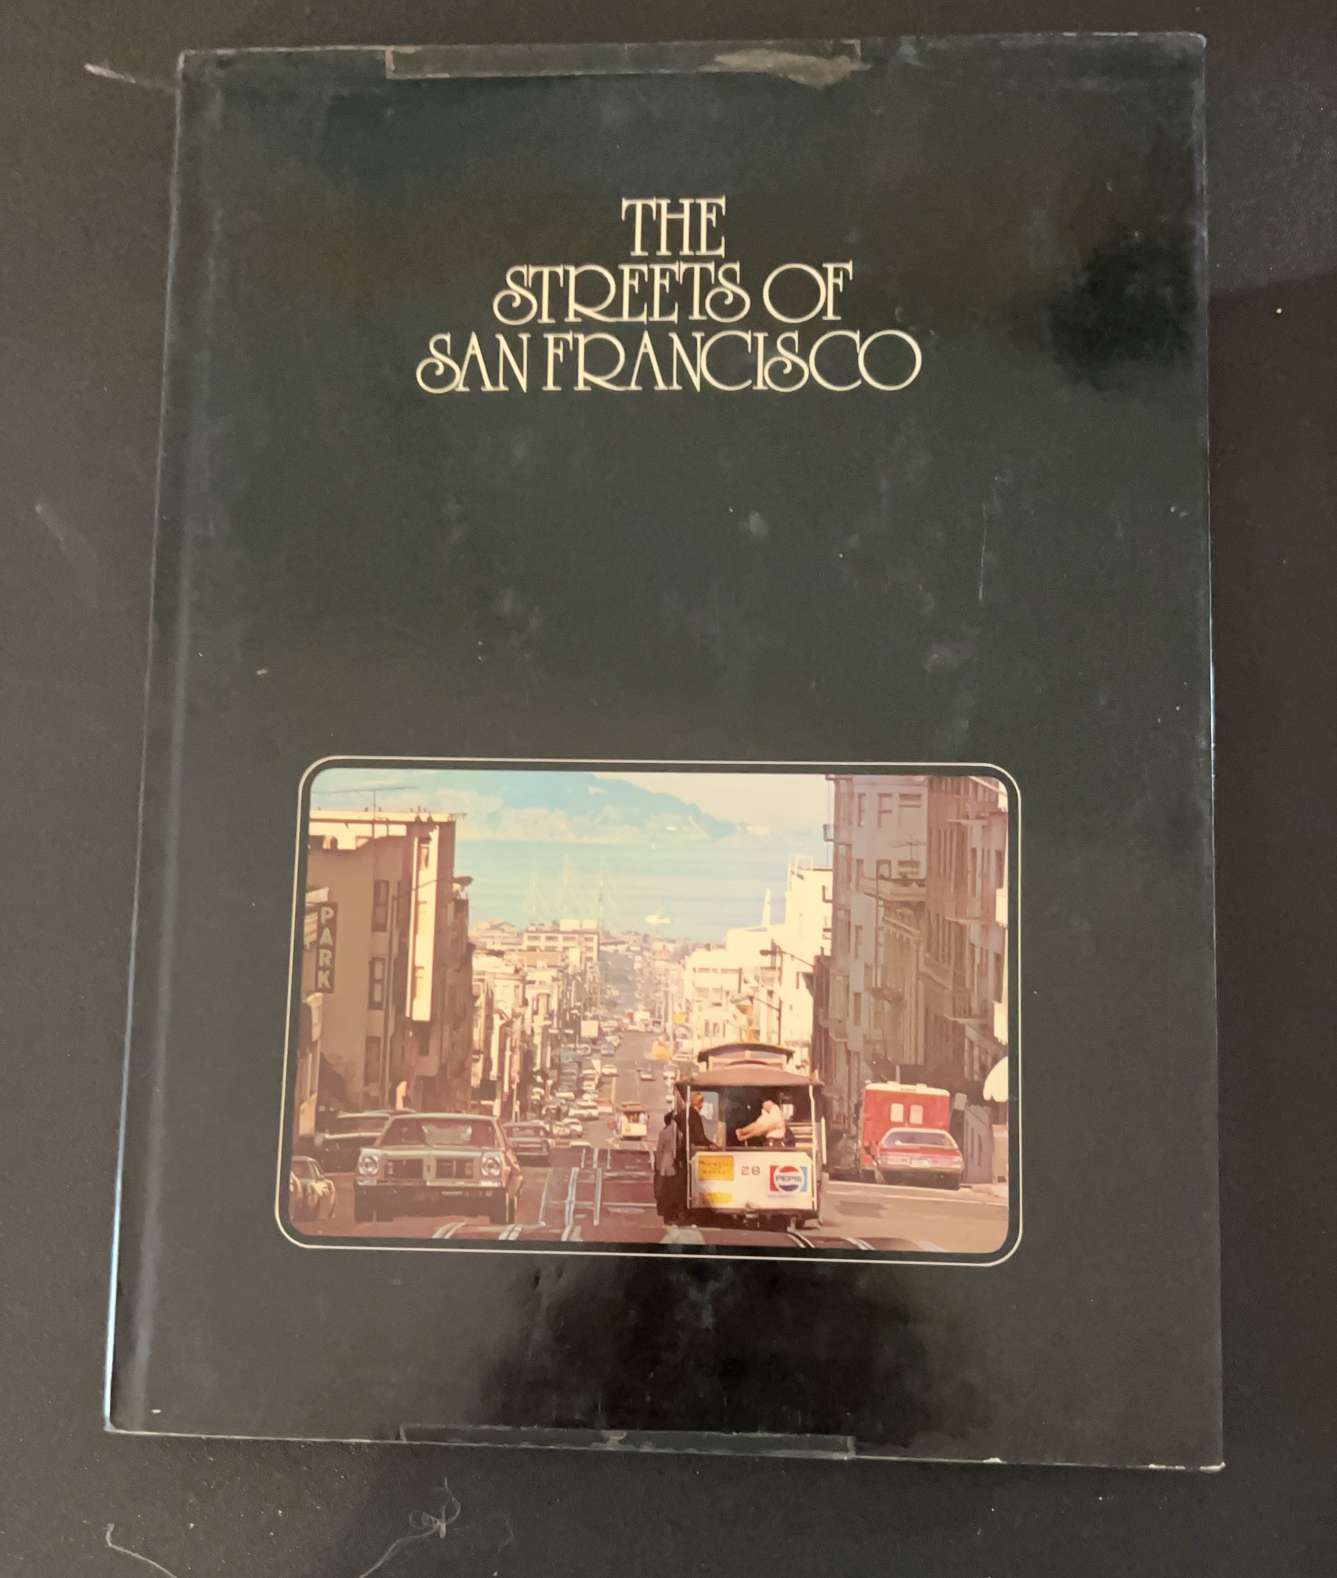 THE
STREETS OF
SAN FRANCISCO
PARK
28
PEPSI